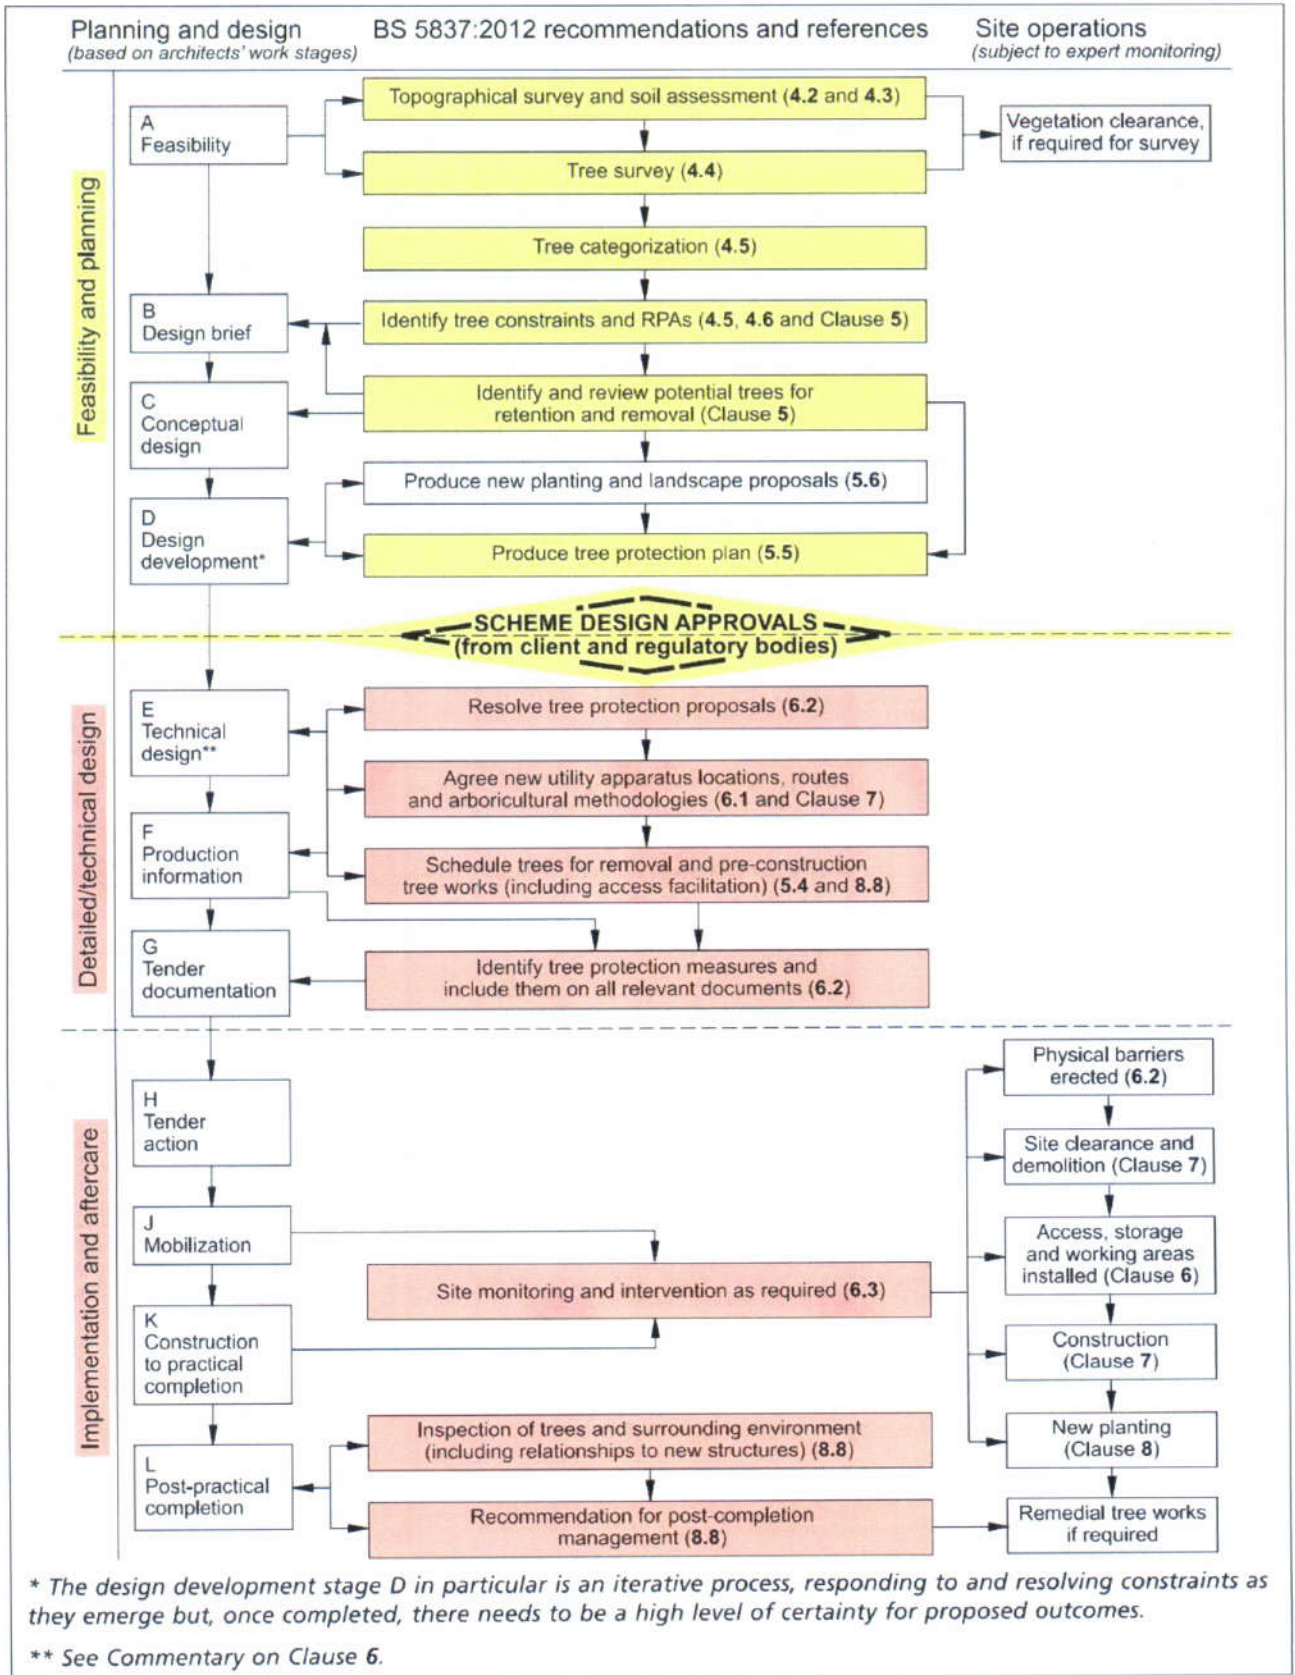 Planning and design
(based on architects' work stages)
BS 5837:2012 recommendations and references
Site operations
(subject to expert monitoring)
Feasibility and planning
A
Feasibility
Topographical survey and soil assessment (4.2 and 4.3)
Vegetation clearance,
if required for survey
Tree survey (4.4)
Tree categorization (4.5)
B
Design brief
Identify tree constraints and RPAs (4.5, 4.6 and Clause 5)
C
Conceptual
design
Identify and review potential trees for
retention and removal (Clause 5)
Produce new planting and landscape proposals (5.6)
D
Design
development*
Produce tree protection plan (5.5)
SCHEME DESIGN APPROVALS
(from client and regulatory bodies)
Detailed/technical design
E
Technical
design**
Resolve tree protection proposals (6.2)
Agree new utility apparatus locations, routes
and arboricultural methodologies (6.1 and Clause 7)
F
Production
information
Schedule trees for removal and pre-construction
tree works (including access facilitation) (5.4 and 8.8)
G
Tender
documentation
Identify tree protection measures and
include them on all relevant documents (6.2)
Implementation and aftercare
H
Tender
action
Physical barriers
erected (6.2)
Site clearance and
demolition (Clause 7)
J
Mobilization
Access, storage
and working areas
installed (Clause 6)
Site monitoring and intervention as required (6.3)
K
Construction
to practical
completion
Construction
(Clause 7)
New planting
(Clause 8)
L
Post-practical
completion
Inspection of trees and surrounding environment
(including relationships to new structures) (8.8)
Recommendation for post-completion
management (8.8)
Remedial tree works
if required
* The design development stage D in particular is an iterative process, responding to and resolving constraints as
they emerge but, once completed, there needs to be a high level of certainty for proposed outcomes.
** See Commentary on Clause 6.